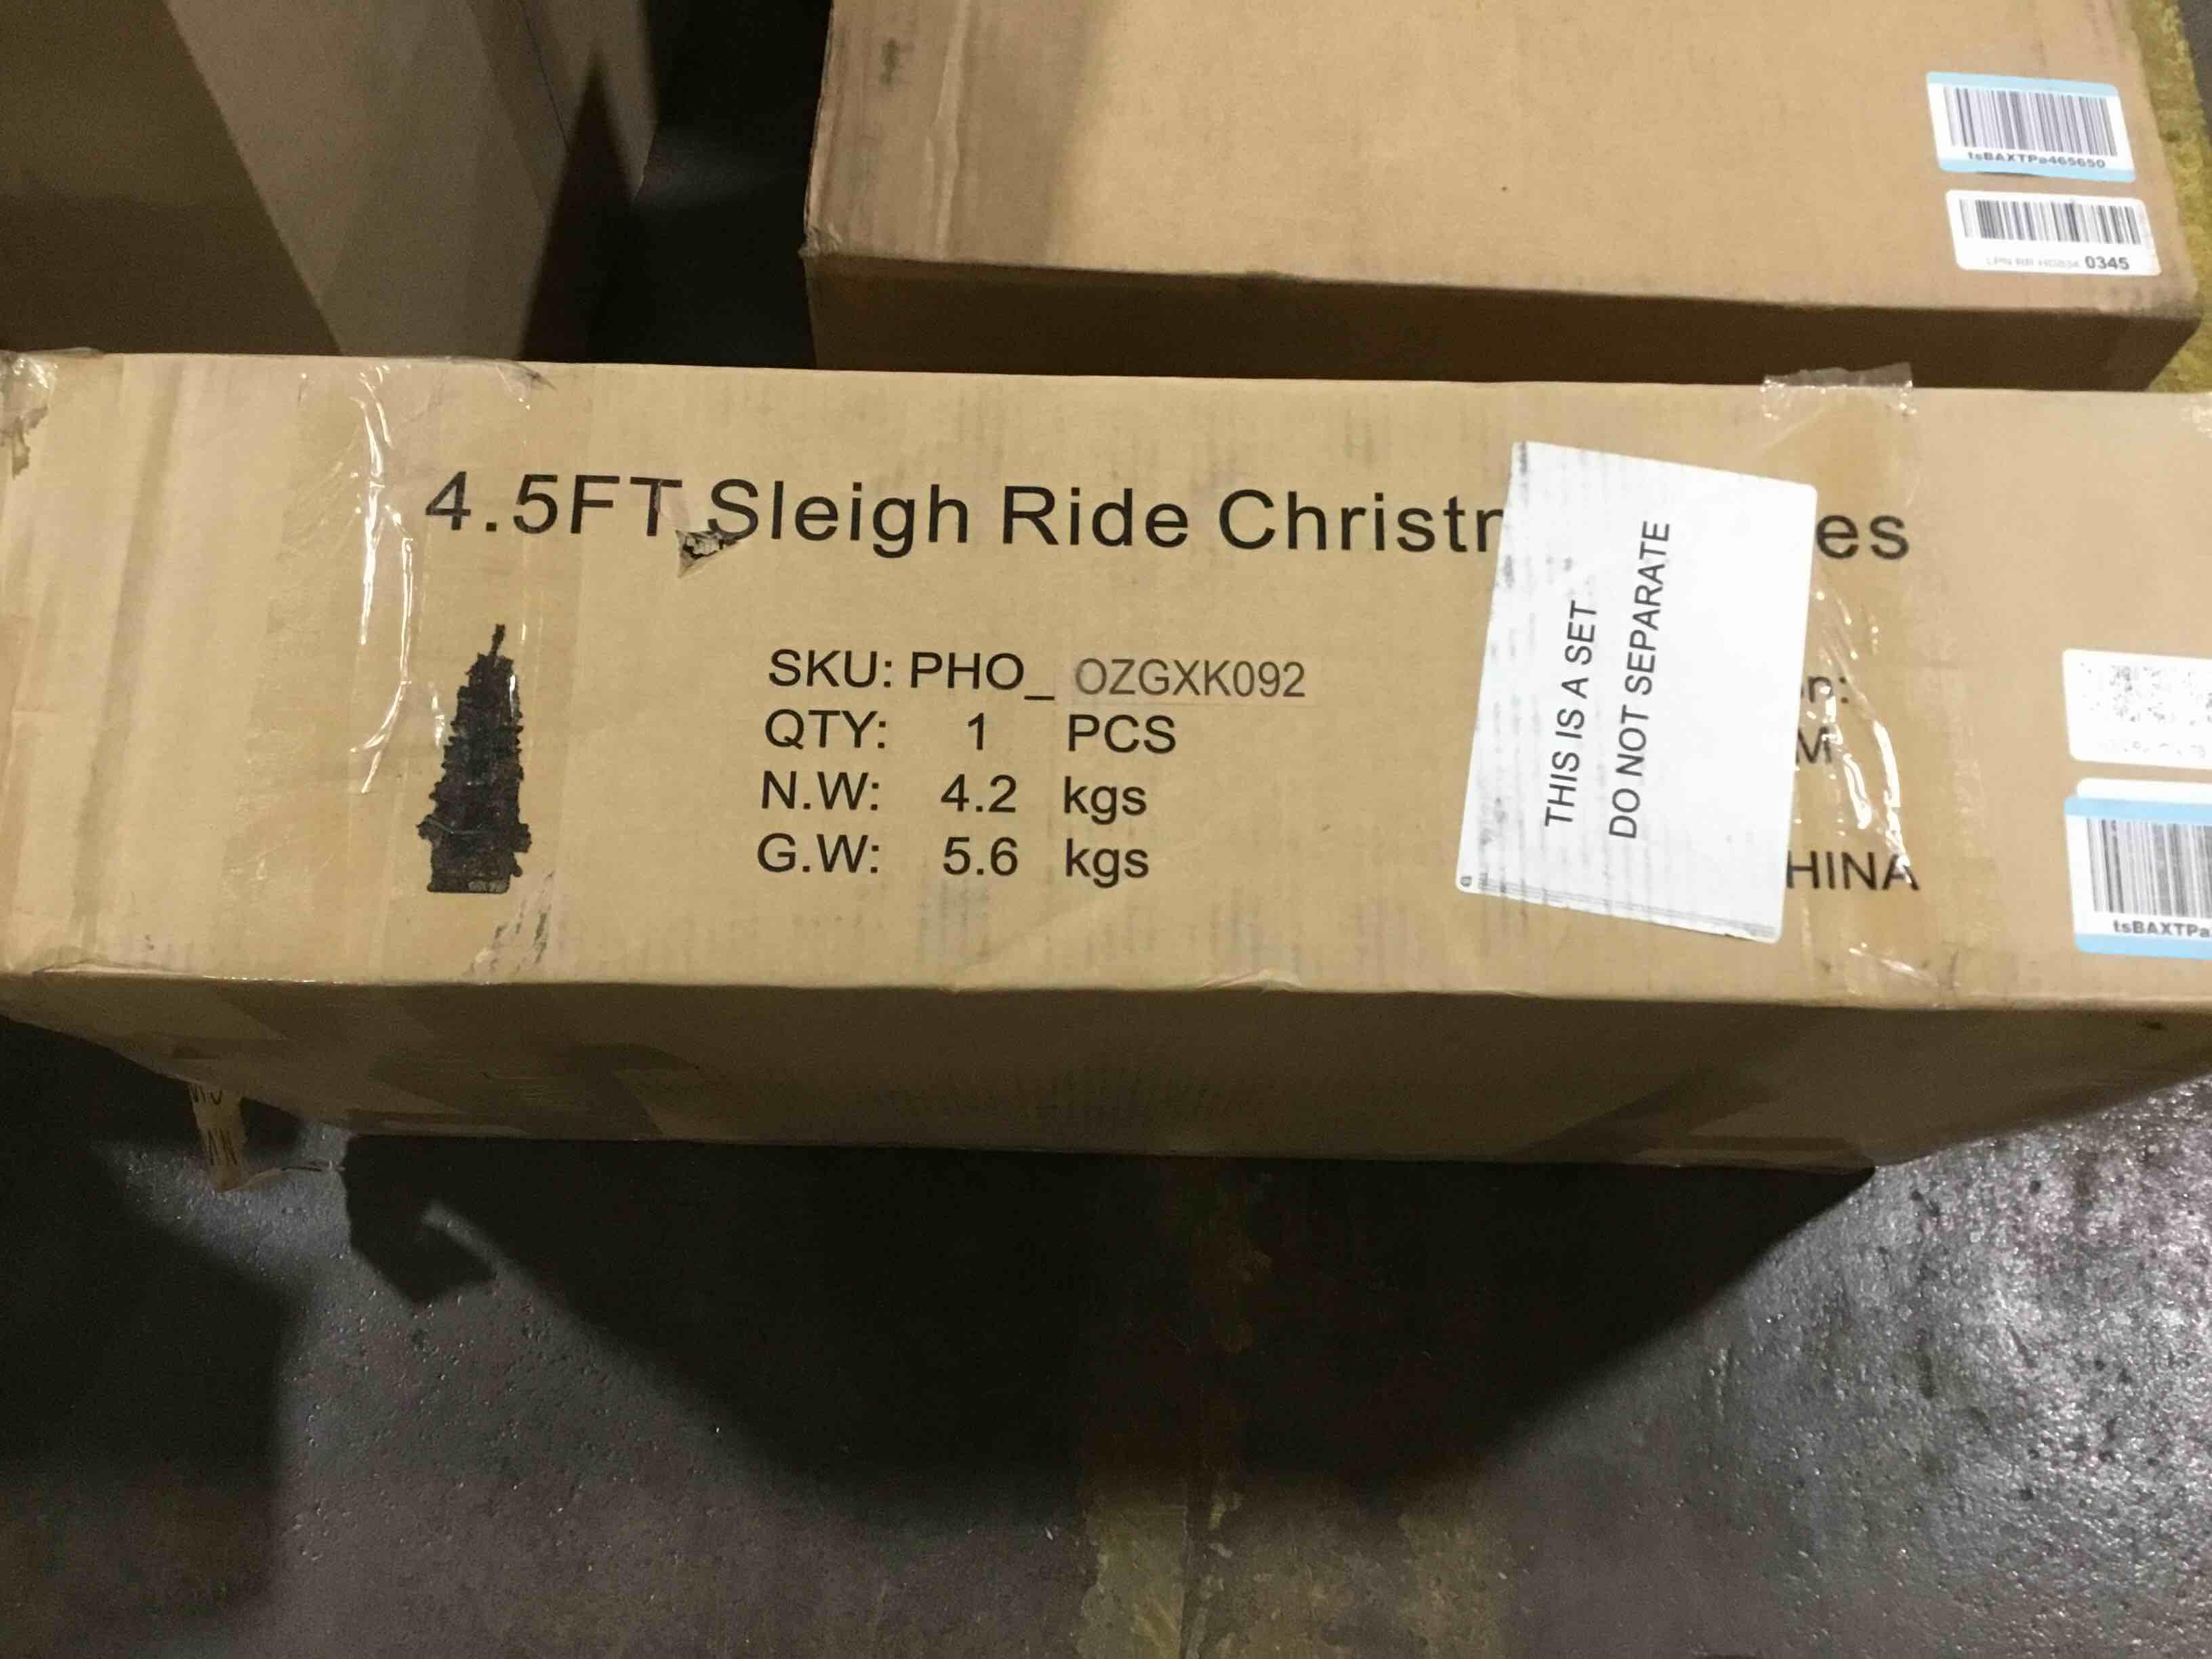 tsBAXTPa465650
0345
4.5FT Sleigh Ride Christm es
SKU: PHO_ OZGXK092
QTY: 1 PCS
N.W: 4.2 kgs
G.W: 5.6 kgs
THIS IS A SET
DO NOT SEPARATE
n:
M
HINA
tsBAXTPa